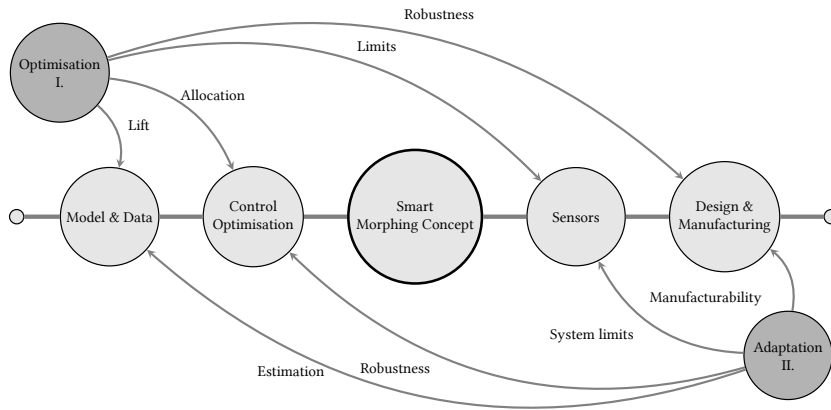 Robustness
Optimisation
I.
Limits
Allocation
Lift
Model & Data
Control
Optimisation
Smart
Morphing Concept
Sensors
Design &
Manufacturing
Manufacturability
System limits
Adaptation
II.
Estimation
Robustness